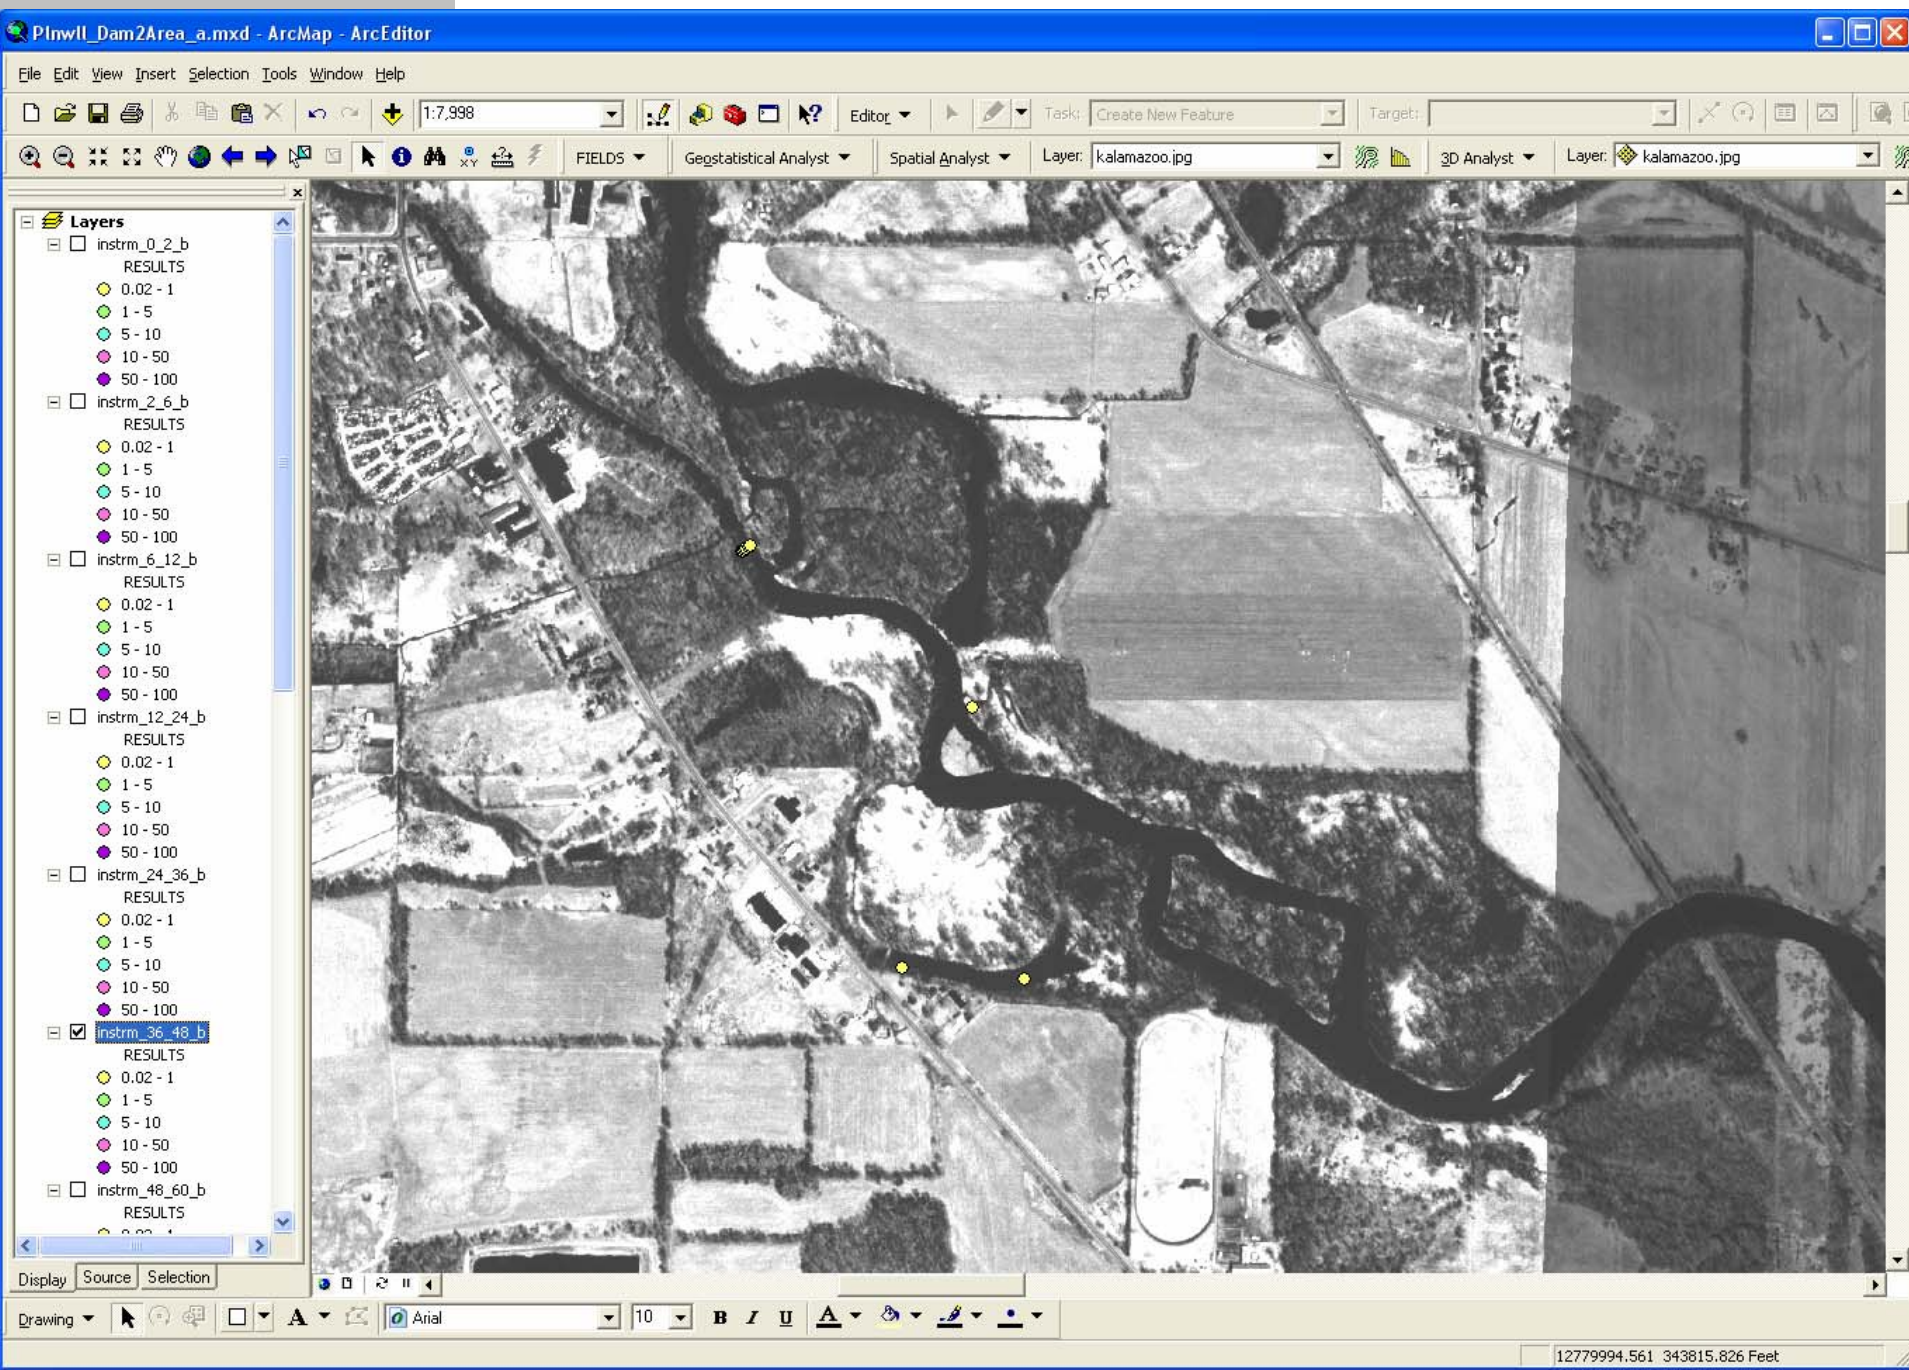 PlnwLL_Dam2Area_a.mxd - ArcMap - ArcEditor
File Edit View Insert Selection Tools Window Help
1:7,998 Editor Task: Create New Feature Target:
XY FIELDS Geostatistical Analyst Spatial Analyst Layer: kalamazoo.jpg 3D Analyst Layer: kalamazoo.jpg
Layers
instrm_0_2_b
RESULTS
0.02 - 1
1 - 5
5 - 10
10 - 50
50 - 100
instrm_2_6_b
RESULTS
0.02 - 1
1 - 5
5 - 10
10 - 50
50 - 100
instrm_6_12_b
RESULTS
0.02 - 1
1 - 5
5 - 10
10 - 50
50 - 100
instrm_12_24_b
RESULTS
0.02 - 1
1 - 5
5 - 10
10 - 50
50 - 100
instrm_24_36_b
RESULTS
0.02 - 1
1 - 5
5 - 10
10 - 50
50 - 100
instrm_36_48_b
RESULTS
0.02 - 1
1 - 5
5 - 10
10 - 50
50 - 100
instrm_48_60_b
RESULTS
Display Source Selection
Drawing A Arial 10 B I U A
12779994.561 343815.826 Feet